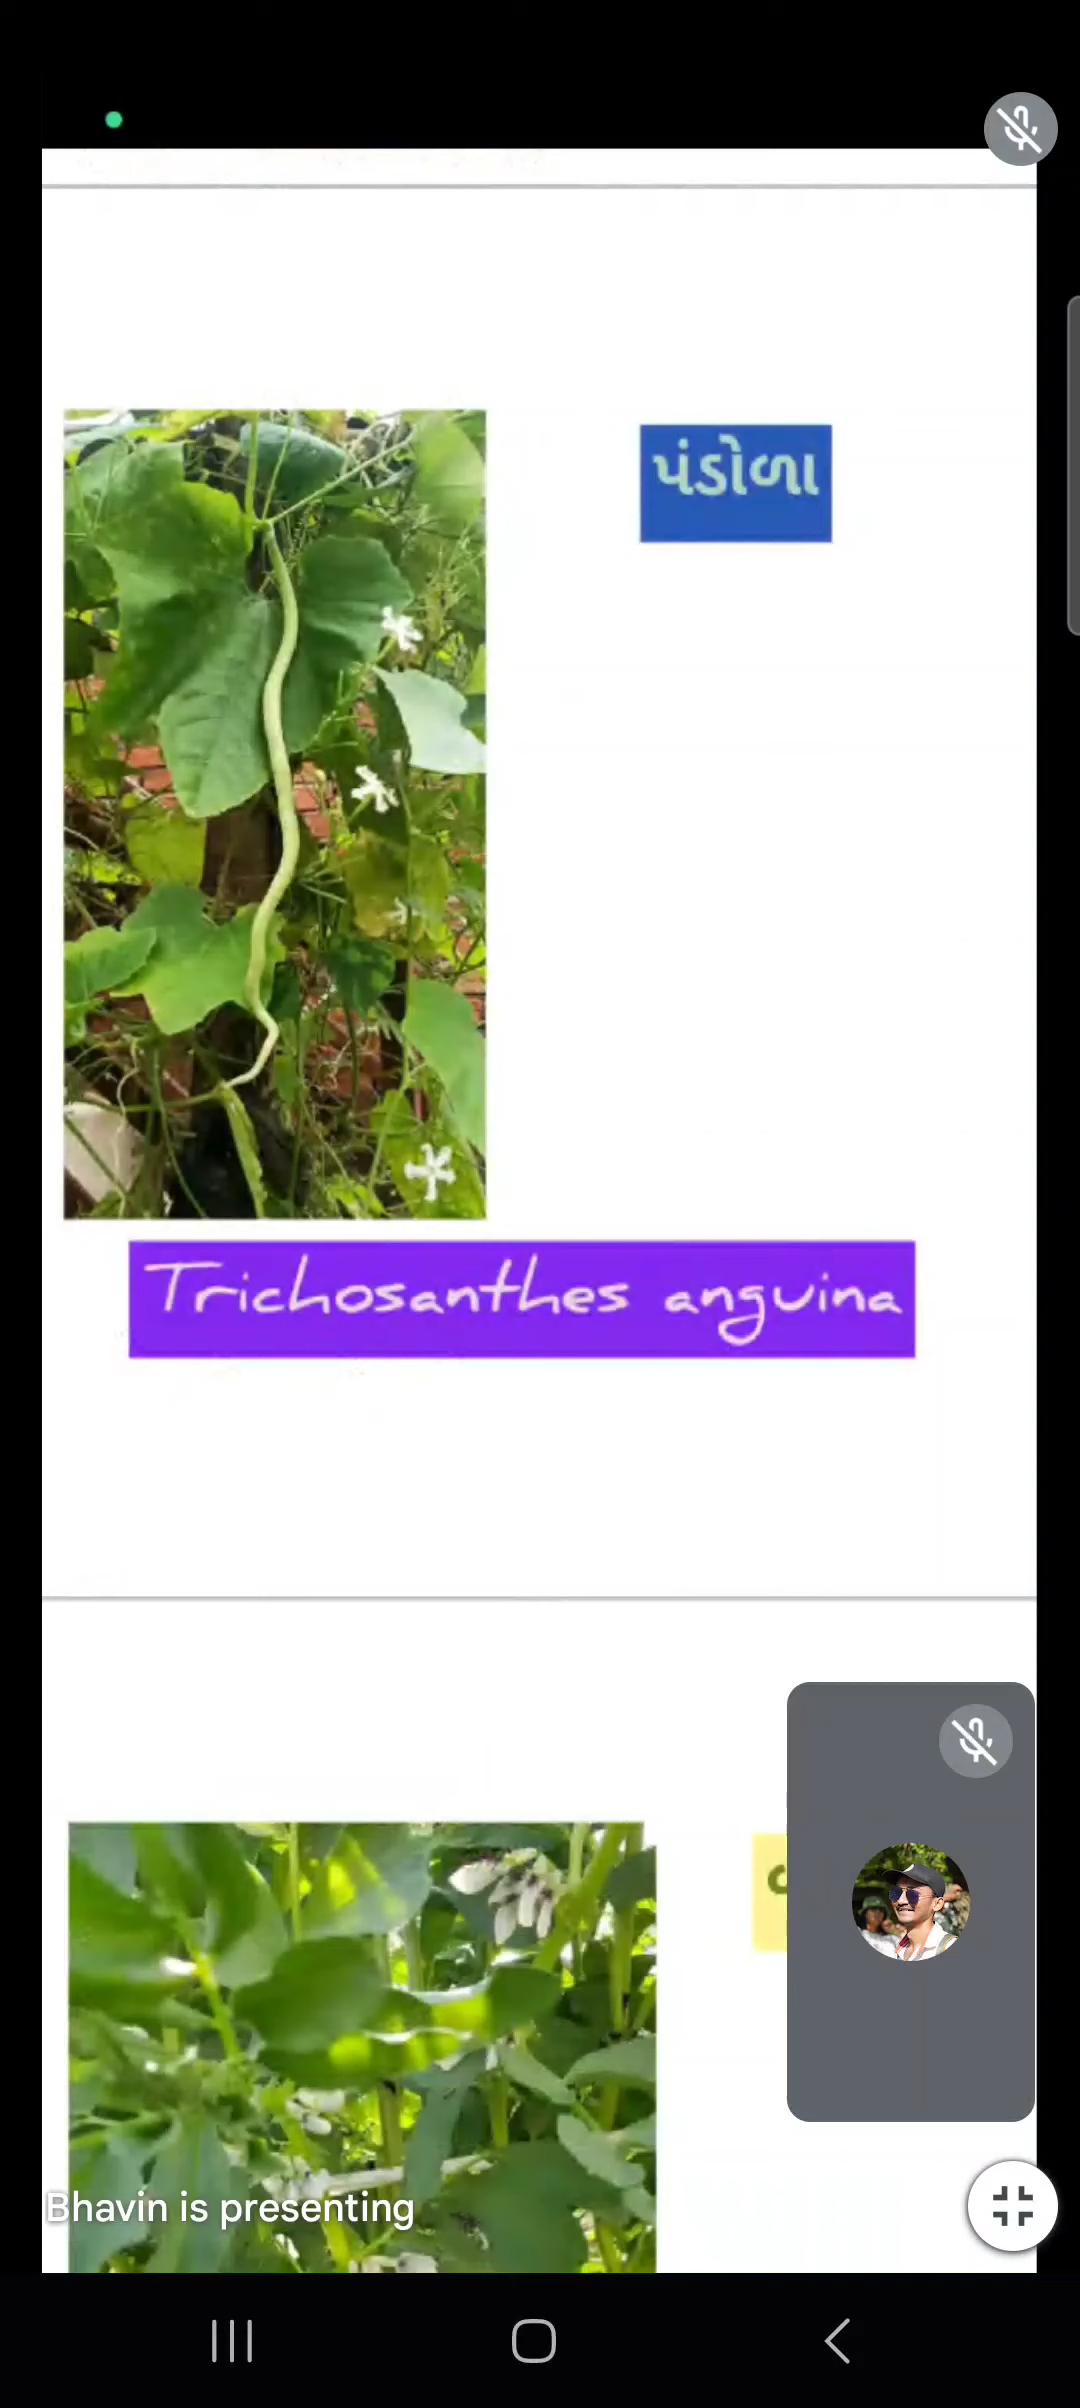 પંડોળા
Trichosanthes anguina
Bhavin is presenting